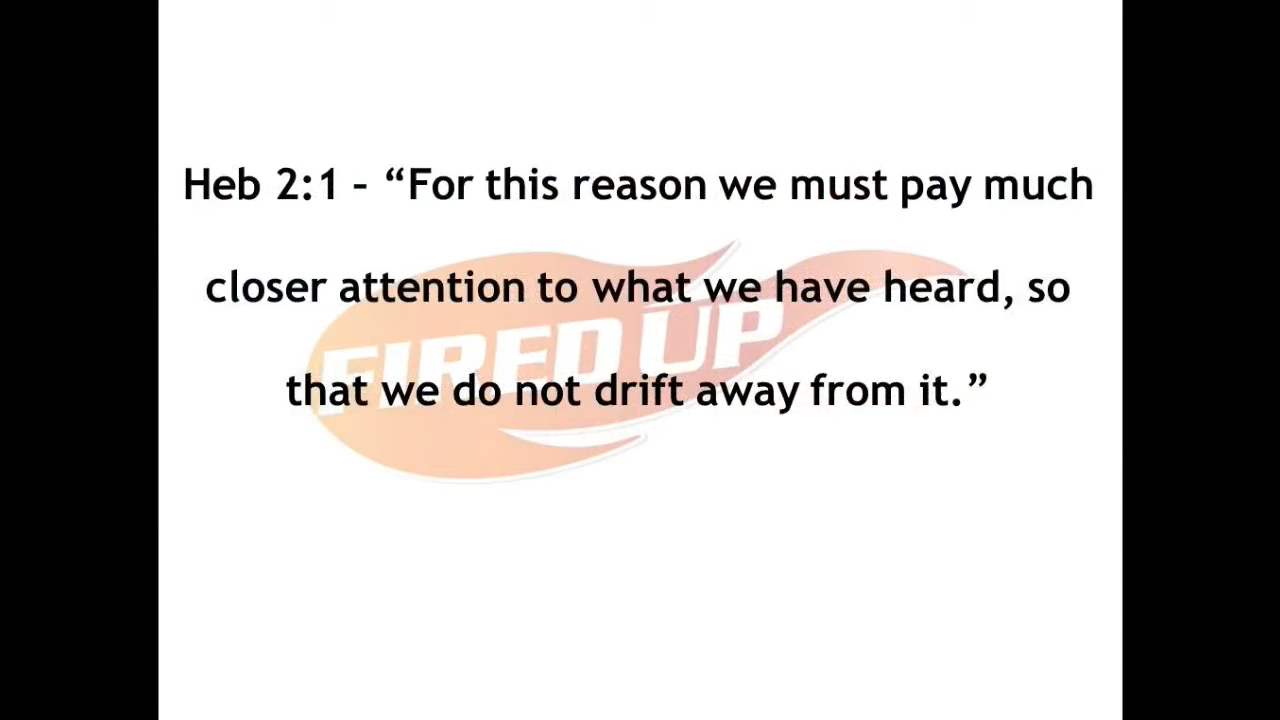 Heb 2:1 – “For this reason we must pay much
closer attention to what we have heard, so
FIRED UP
that we do not drift away from it.”